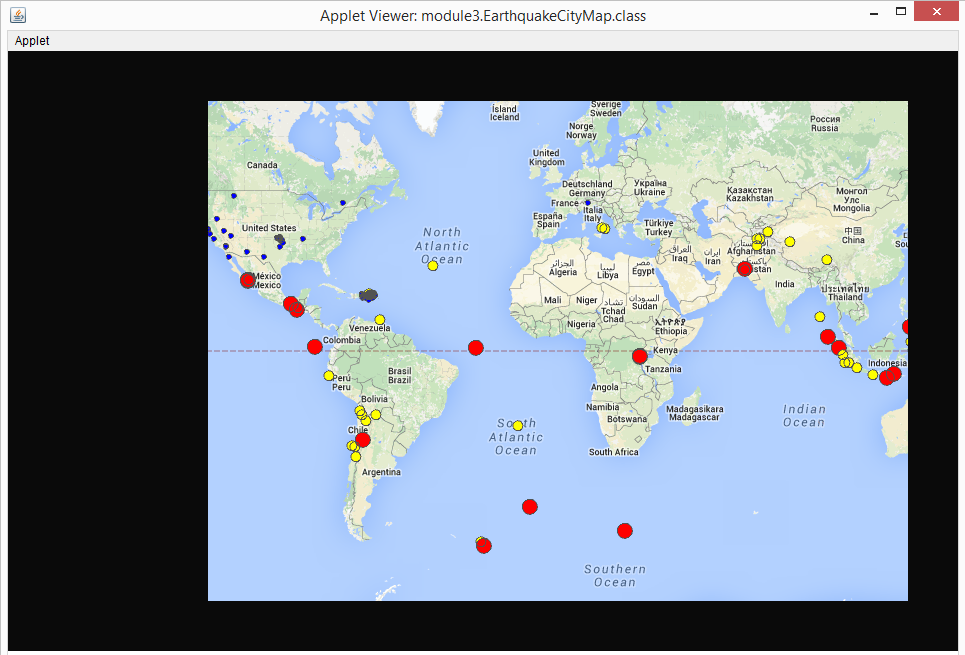 Applet Viewer: module3.EarthquakeCityMap.class
Applet
Ísland
Iceland
Sverige
Sweden
Norge
Norway
Россия
Russia
Canada
United
Kingdom
Deutschland
Germany
Україна
Ukraine
Қазақстан
Kazakhstan
Монгол
Улс
Mongolia
France
Italia
Italy
España
Spain
Türkiye
Turkey
United States
North
Atlantic
Ocean
中国
China
Afghanistan
العراق
Iraq
ایران
Iran
الجزائر
Algeria
ليبيا
Libya
مصر
Egypt
México
Mexico
India
ประเทศไทย
Thailand
Mali
Niger
تشاد
Tchad
Chad
السودان
Sudan
Nigeria
ኢትዮጵያ
Ethiopia
Venezuela
Colombia
Kenya
Tanzania
Indonesia
Perú
Peru
Brasil
Brazil
Bolivia
Angola
Namibia
Botswana
Madagasikara
Madagascar
Indian
Ocean
Chile
South
Atlantic
Ocean
South Africa
Argentina
Southern
Ocean